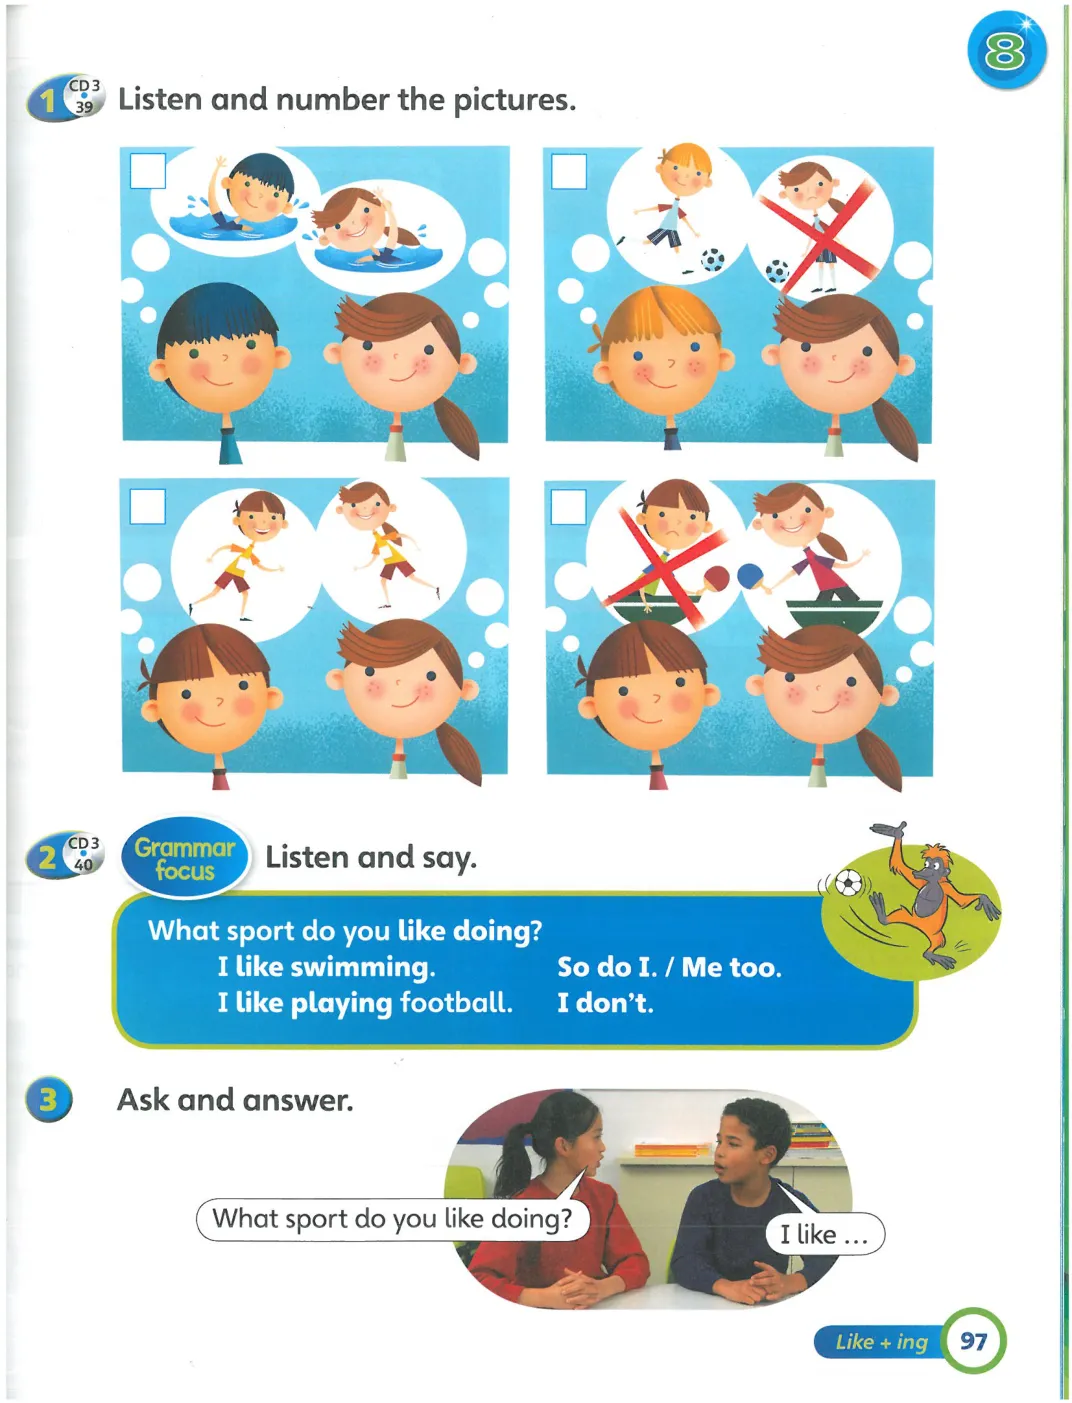 8
1 CD3 39 Listen and number the pictures.
2 CD3 40 Grammar focus Listen and say.
What sport do you like doing?
I like swimming. So do I. / Me too.
I like playing football. I don't.
3 Ask and answer.
What sport do you like doing?
I like ...
Like + ing 97